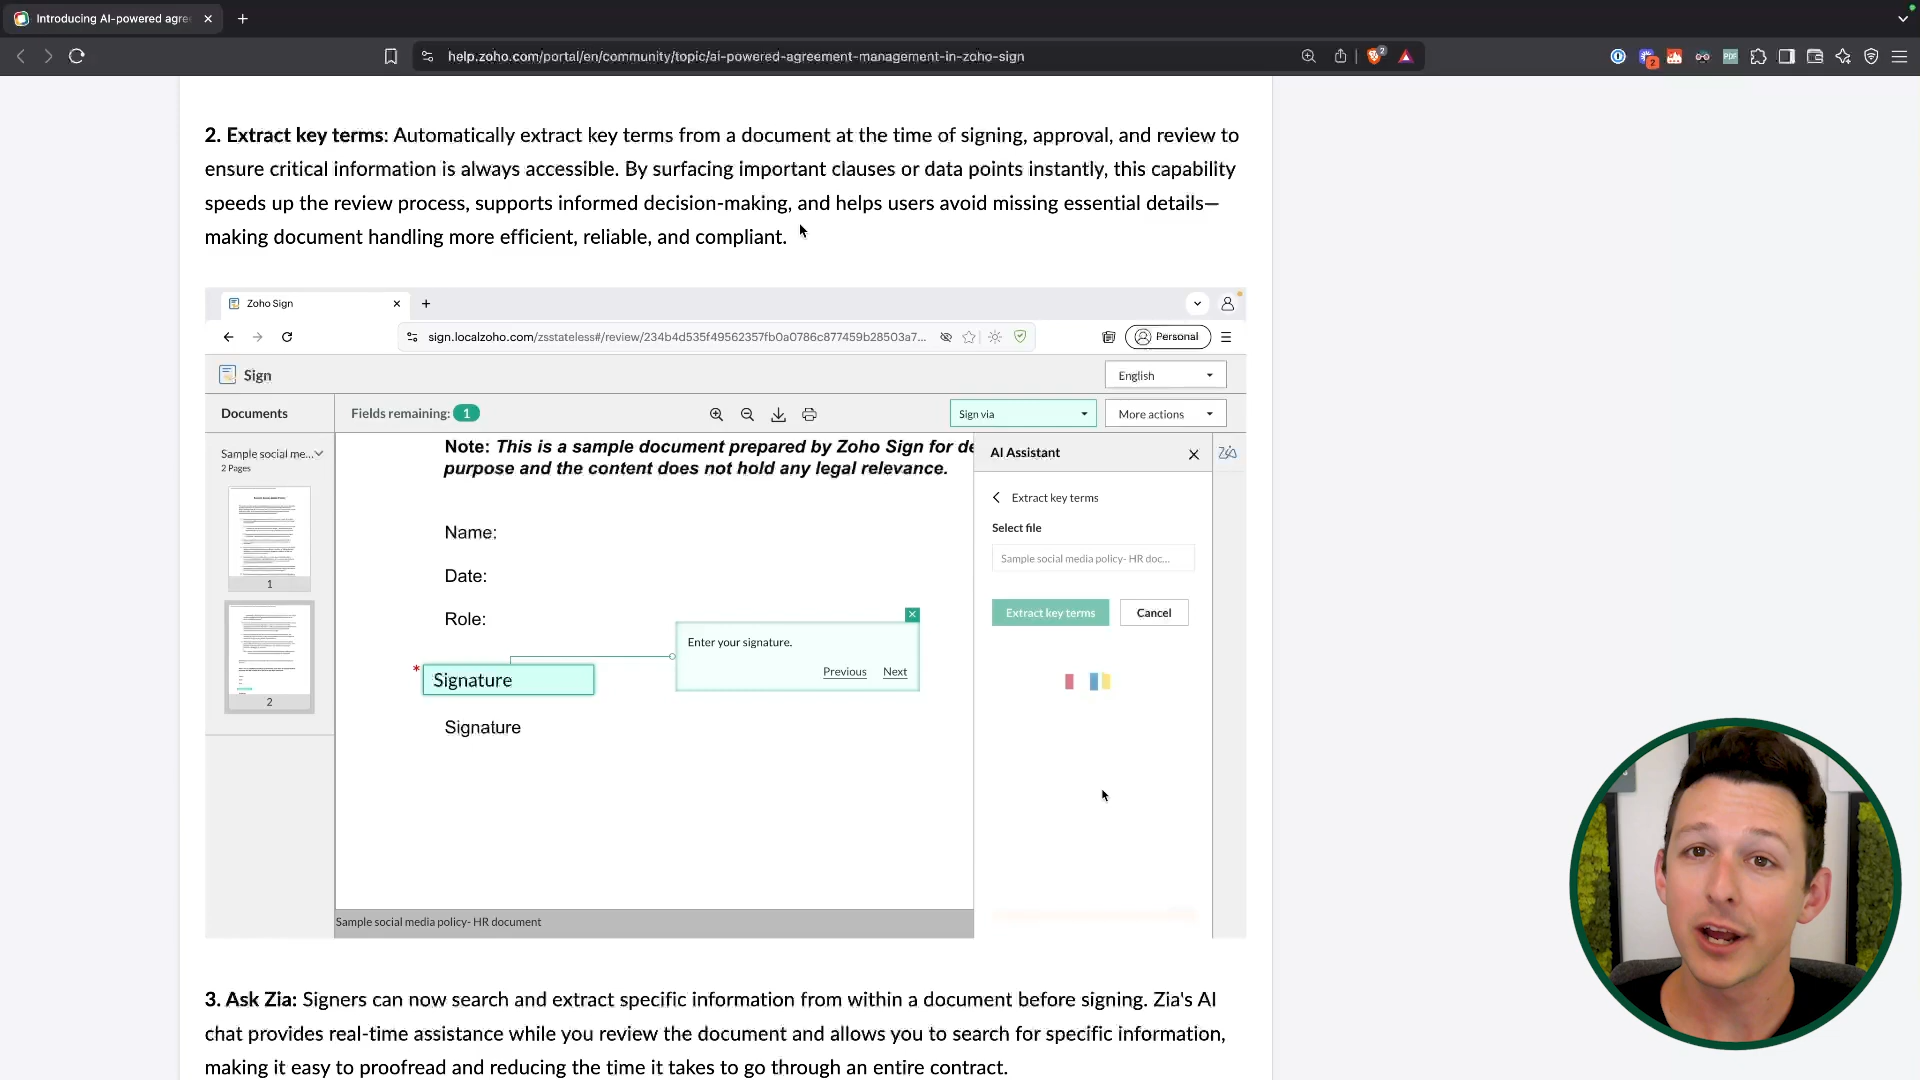 Introducing AI-powered agre
help.zoho.com/portal/en/community/topic/ai-powered-agreement-management-in-zoho-sign
2
2
PDF
2. Extract key terms: Automatically extract key terms from a document at the time of signing, approval, and review to
ensure critical information is always accessible. By surfacing important clauses or data points instantly, this capability
speeds up the review process, supports informed decision-making, and helps users avoid missing essential details—
making document handling more efficient, reliable, and compliant.
Zoho Sign
sign.localzoho.com/zsstateless#/review/234b4d535f49562357fb0a0786c877459b28503a7...
Personal
Sign
English
Documents
Fields remaining: 1
Sign via
More actions
Sample social me...
2 Pages
1
2
Note: This is a sample document prepared by Zoho Sign for de
purpose and the content does not hold any legal relevance.
Name:
Date:
Role:
Enter your signature.
Previous Next
* Signature
Signature
AI Assistant
Extract key terms
Select file
Sample social media policy- HR doc...
Extract key terms
Cancel
Sample social media policy- HR document
3. Ask Zia: Signers can now search and extract specific information from within a document before signing. Zia's AI
chat provides real-time assistance while you review the document and allows you to search for specific information,
making it easy to proofread and reducing the time it takes to go through an entire contract.